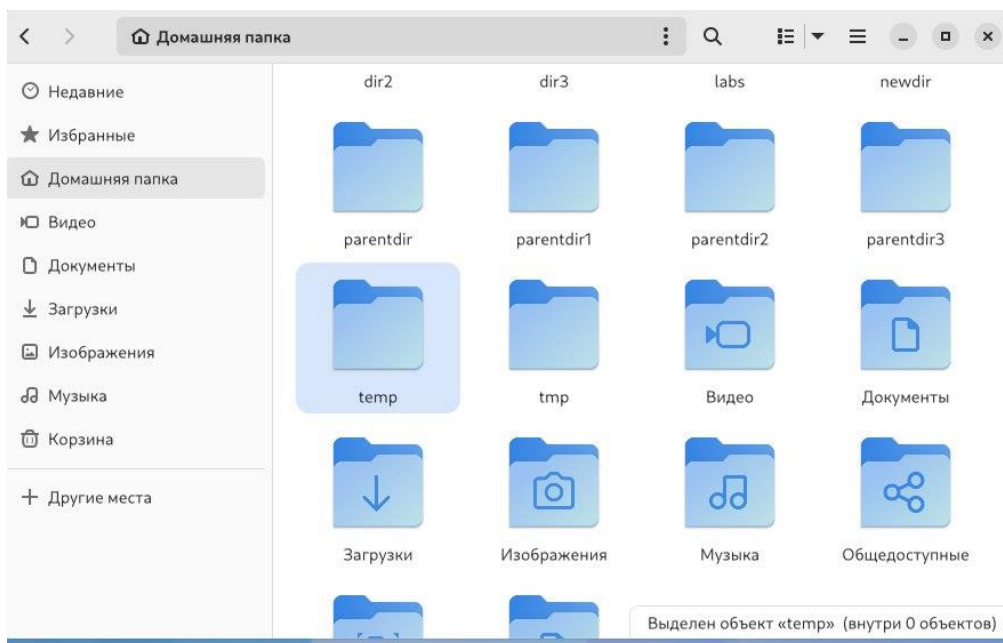 Домашняя папка
Недавние
Избранные
Домашняя папка
Видео
Документы
Загрузки
Изображения
Музыка
Корзина
Другие места
dir2 dir3 labs newdir
parentdir parentdir1 parentdir2 parentdir3
temp tmp Видео Документы
Загрузки Изображения Музыка Общедоступные
Выделен объект «temp» (внутри 0 объектов)